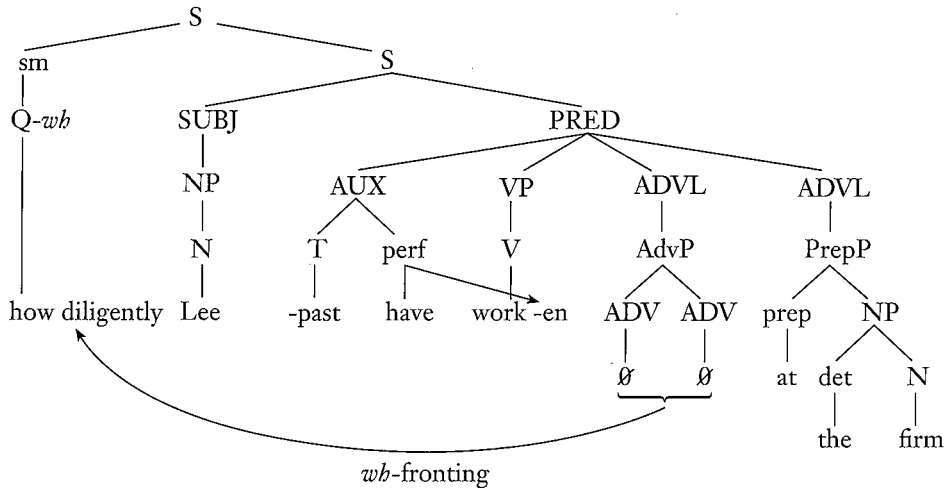 S
sm S
Q-wh SUBJ PRED
NP AUX VP ADVL ADVL
N T perf V AdvP PrepP
how diligently Lee -past have work -en ADV ADV prep NP
Ø Ø at det N
the firm
wh-fronting